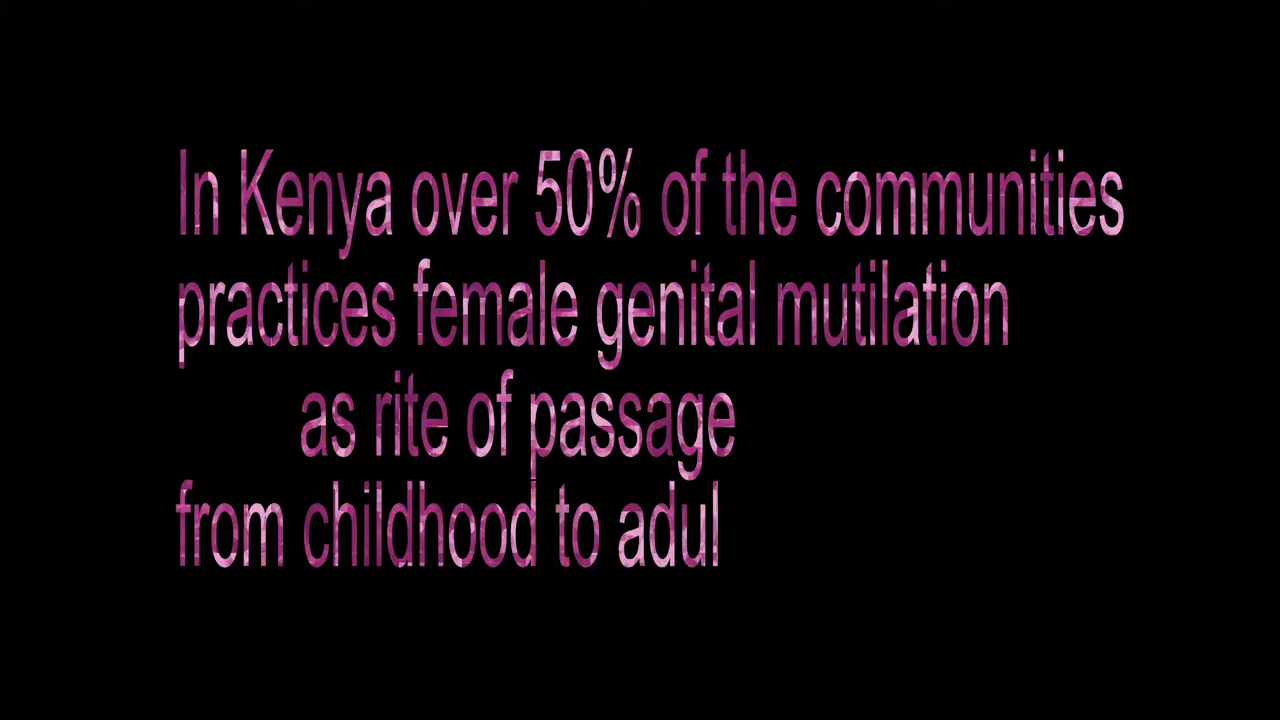 In Kenya over 50% of the communities
practices female genital mutilation
as rite of passage
from childhood to adul